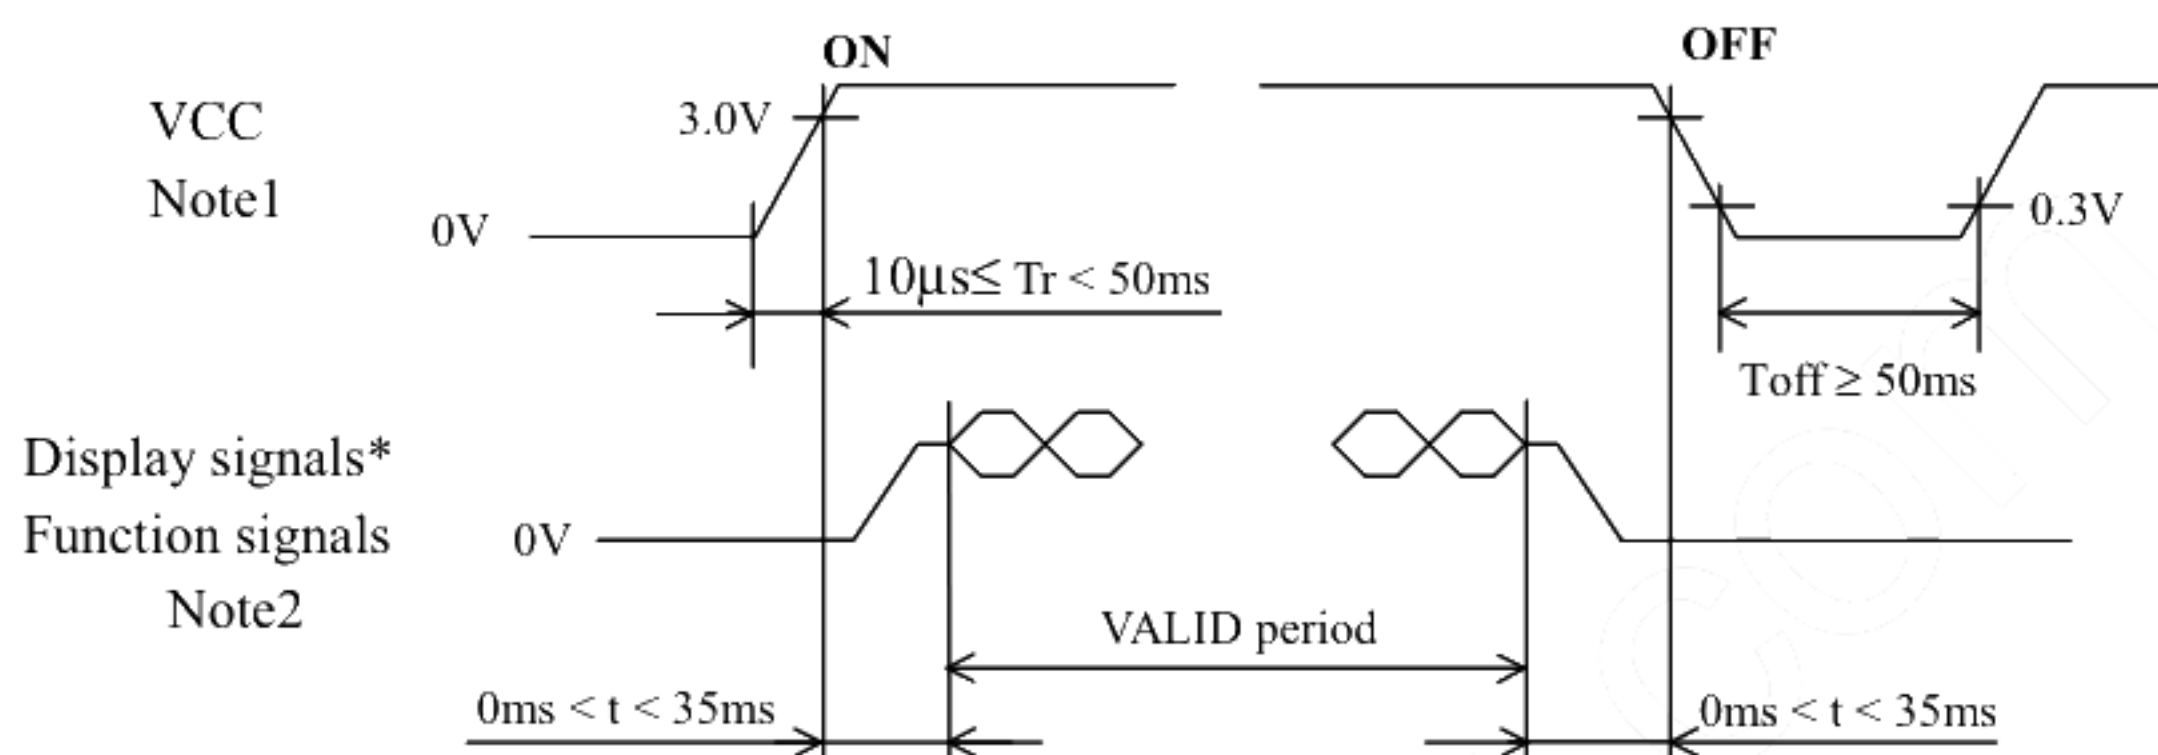 ON
OFF
VCC
3.0V
Note1
0V
0.3V
10μs≤ Tr < 50ms
Toff ≥ 50ms
Display signals*
Function signals
0V
Note2
VALID period
0ms < t < 35ms
0ms < t < 35ms
com